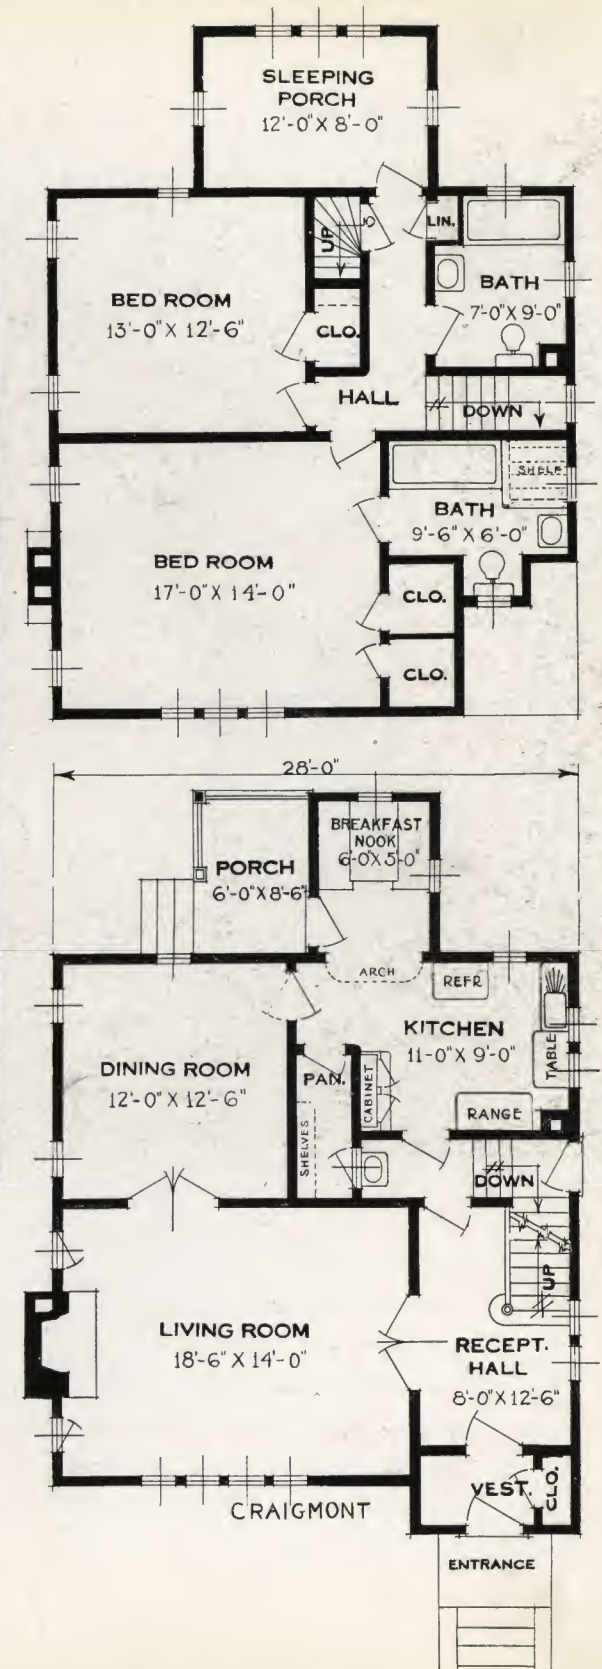 SLEEPING
PORCH
12'-0" X 8'-0"
UP
LIN.
BED ROOM
13'-0" X 12'-6"
CLO.
BATH
7'-0" X 9'-0"
HALL
DOWN
SHELF
BATH
9'-6" X 6'-0"
BED ROOM
17'-0" X 14'-0"
CLO.
CLO.
28'-0"
BREAKFAST
NOOK
6'-0" X 5'-0"
PORCH
6'-0" X 8'-6"
ARCH
REFR
KITCHEN
11'-0" X 9'-0"
TABLE
DINING ROOM
12'-0" X 12'-6"
PAN.
CABINET
RANGE
SHELVES
DOWN
UP
LIVING ROOM
18'-6" X 14'-0"
RECEPT.
HALL
8'-0" X 12'-6"
VEST.
CLO.
CRAIGMONT
ENTRANCE